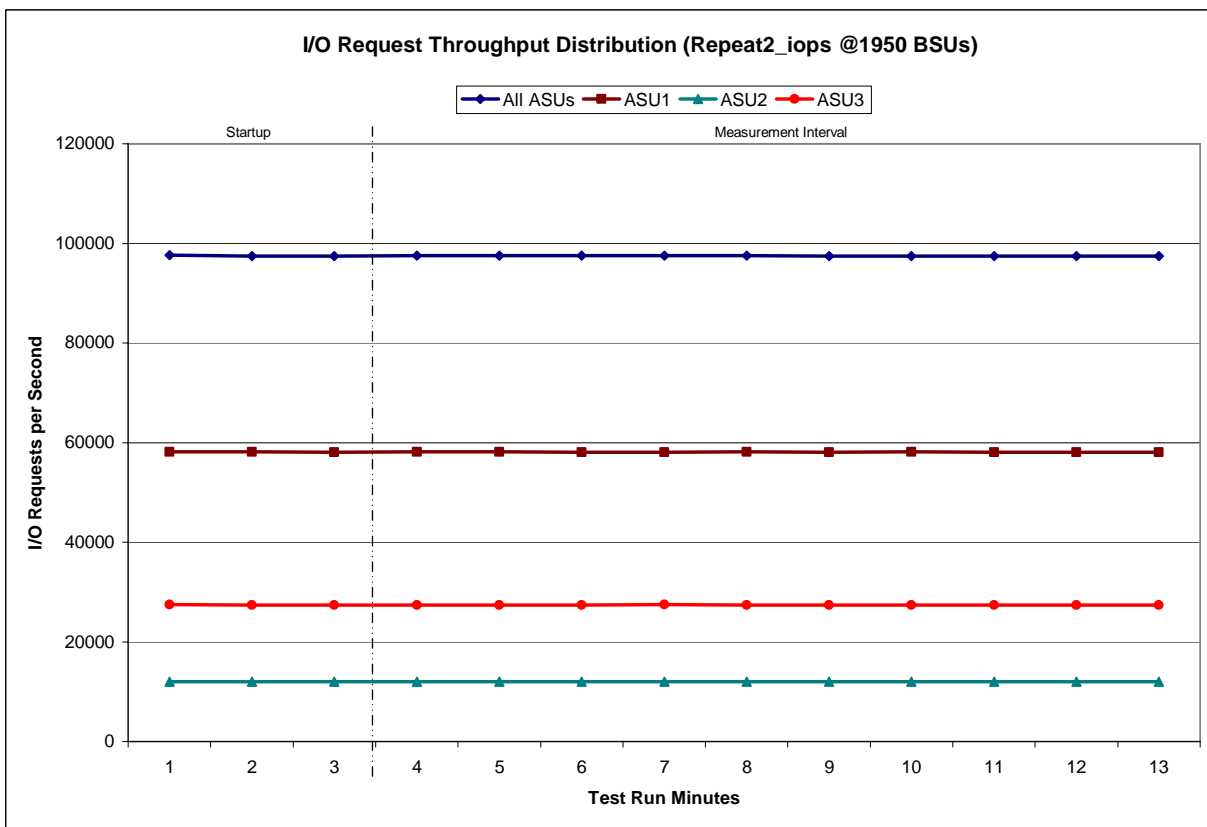 I/O Request Throughput Distribution (Repeat2_iops @1950 BSUs)
All ASUs ASU1 ASU2 ASU3
Startup Measurement Interval
120000
100000
80000
60000
40000
20000
0
I/O Requests per Second
1 2 3 4 5 6 7 8 9 10 11 12 13
Test Run Minutes